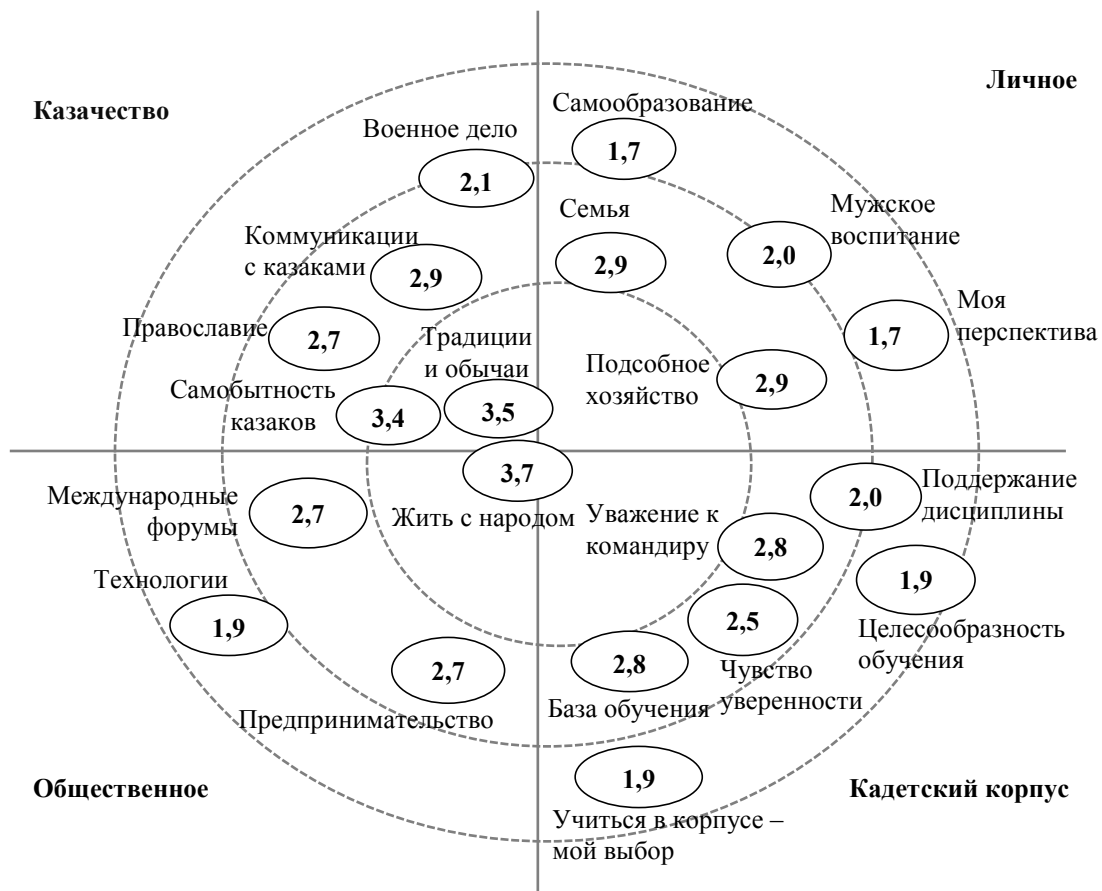 Личное
Казачество
Самообразование
1,7
Военное дело
2,1
Семья
2,9
Мужское
воспитание
2,0
Коммуникации
с казаками
2,9
Моя
перспектива
1,7
Православие
2,7
Традиции
и обычаи
3,5
Подсобное
хозяйство
2,9
Самобытность
казаков
3,4
3,7
Жить с народом
Международные
форумы
2,7
Уважение к
командиру
2,8
Поддержание
дисциплины
2,0
Технологии
1,9
1,9
Целесообразность
обучения
2,5
Чувство
уверенности
2,7
Предпринимательство
2,8
База обучения
Общественное
Кадетский корпус
1,9
Учиться в корпусе –
мой выбор